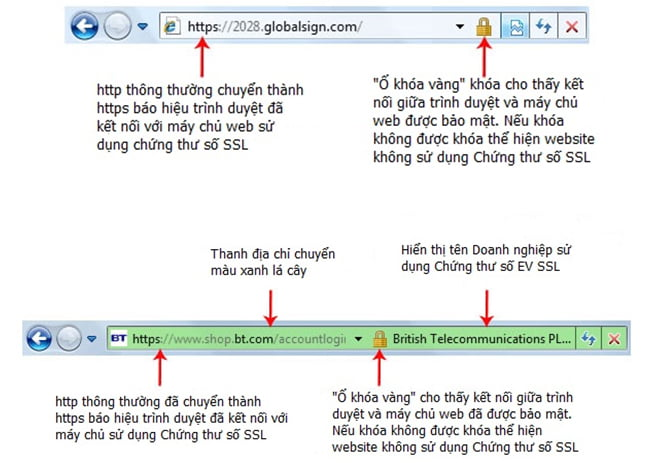 https://2028.globalsign.com/
http thông thường chuyển thành
https báo hiệu trình duyệt đã
kết nối với máy chủ web sử
dụng chứng thư số SSL
"Ổ khóa vàng" khóa cho thấy kết
nối giữa trình duyệt và máy chủ
web được bảo mật. Nếu khóa
không được khóa thể hiện website
không sử dụng Chứng thư số SSL
Thanh địa chỉ chuyển
màu xanh lá cây
Hiển thị tên Doanh nghiệp sử
dụng Chứng thư số EV SSL
BT https://www.shop.bt.com/accountlogin British Telecommunications PL...
http thông thường đã chuyển thành
https báo hiệu trình duyệt đã kết nối với
máy chủ sử dụng Chứng thư số SSL
"Ổ khóa vàng" cho thấy kết nối giữa trình
duyệt và máy chủ web đã được bảo mật.
Nếu khóa không được khóa thể hiện
website không sử dụng Chứng thư số SSL